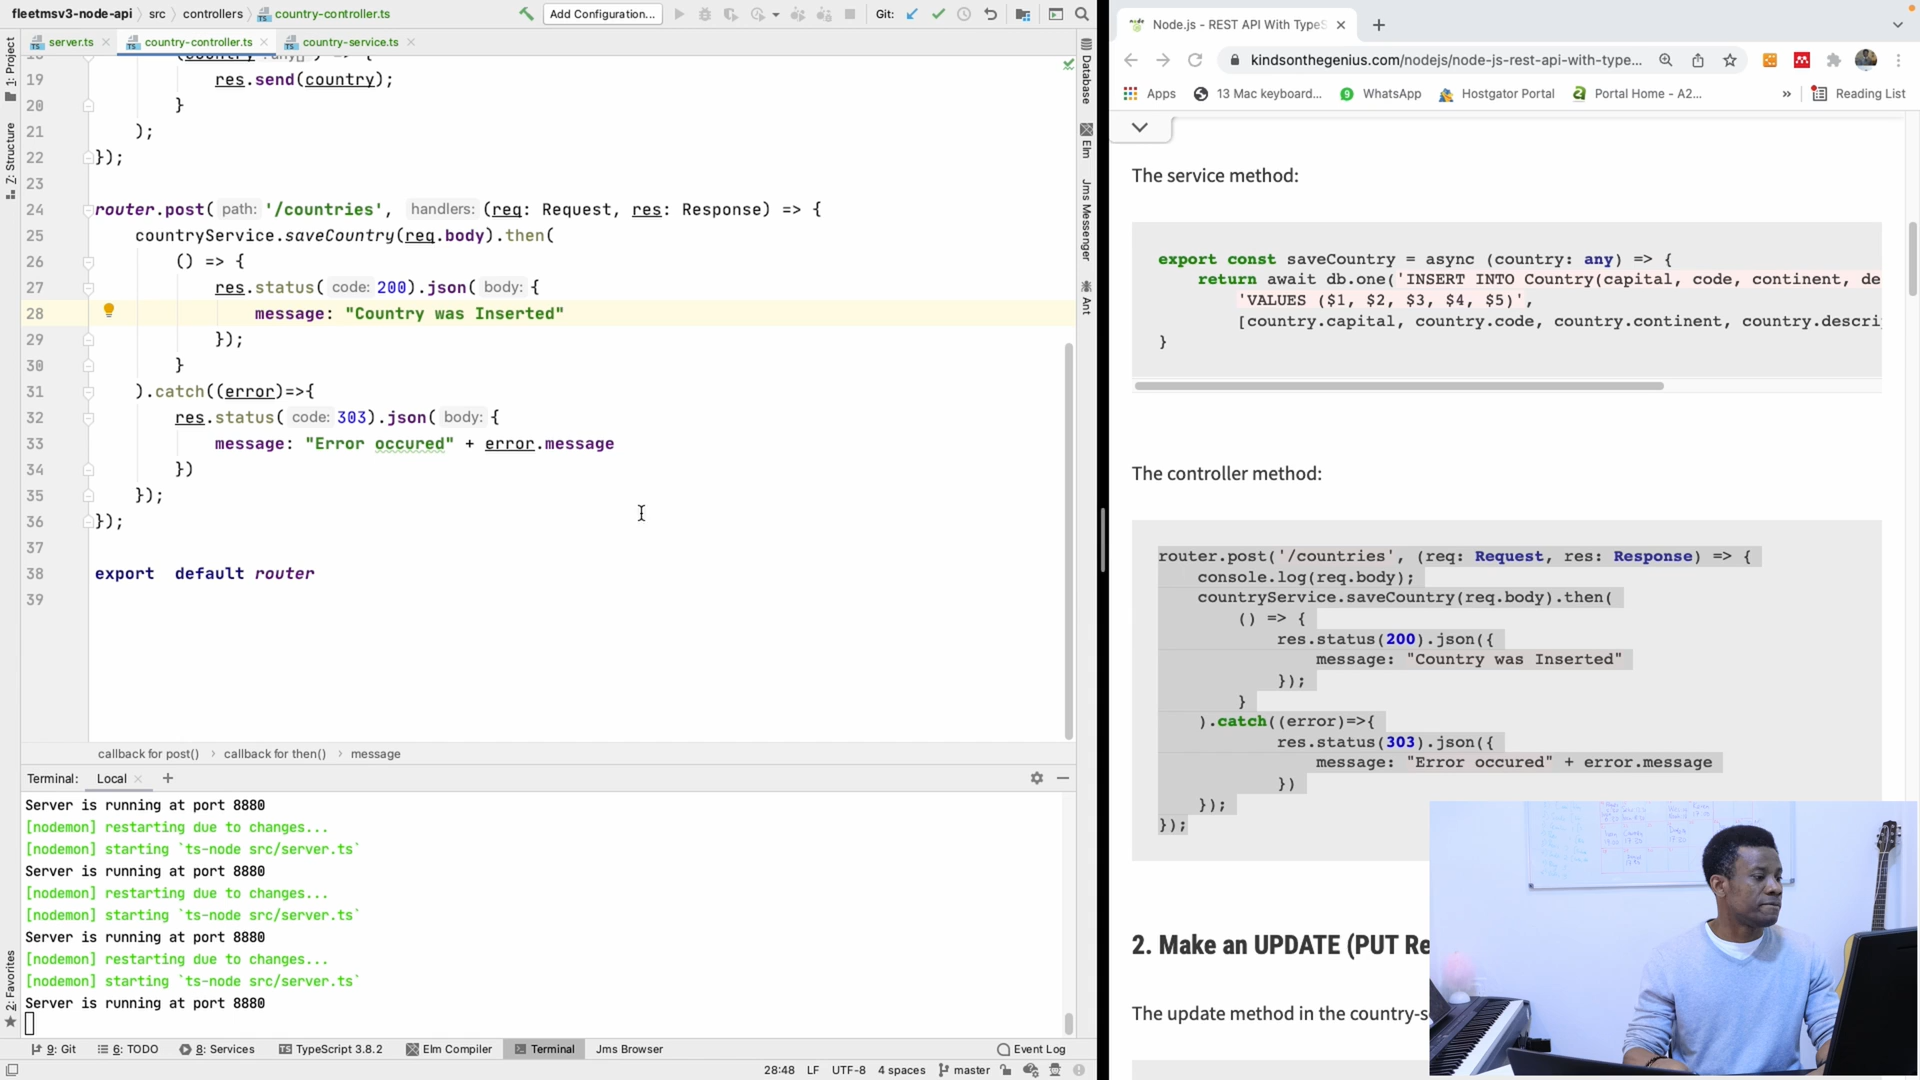 fleetmsv3-node-api
src
controllers
country-controller.ts
Add Configuration...
Git:
server.ts
country-controller.ts
country-service.ts
1: Project
Z: Structure
2: Favorites
Database
Elm
Jms Messenger
Ant
19 res.send(country);
20 }
21 );
22 });
23
24 router.post( path: '/countries', handlers: (req: Request, res: Response) => {
25 countryService.saveCountry(req.body).then(
26 () => {
27 res.status( code: 200).json( body: {
28 message: "Country was Inserted"
29 });
30 }
31 ).catch((error)=>{
32 res.status( code: 303).json( body: {
33 message: "Error occured" + error.message
34 })
35 });
36 });
37
38 export default router
39
callback for post() › callback for then() › message
Terminal: Local
Server is running at port 8880
[nodemon] restarting due to changes...
[nodemon] starting `ts-node src/server.ts`
Server is running at port 8880
[nodemon] restarting due to changes...
[nodemon] starting `ts-node src/server.ts`
Server is running at port 8880
[nodemon] restarting due to changes...
[nodemon] starting `ts-node src/server.ts`
Server is running at port 8880
9: Git
6: TODO
8: Services
TypeScript 3.8.2
Elm Compiler
Terminal
Jms Browser
Event Log
28:48 LF UTF-8 4 spaces master
Node.js - REST API With TypeS
kindsonthegenius.com/nodejs/node-js-rest-api-with-type...
Apps
13 Mac keyboard...
WhatsApp
Hostgator Portal
Portal Home - A2...
»
Reading List
The service method:
export const saveCountry = async (country: any) => {
return await db.one('INSERT INTO Country(capital, code, continent, de
'VALUES ($1, $2, $3, $4, $5)',
[country.capital, country.code, country.continent, country.descri
}
The controller method:
router.post('/countries', (req: Request, res: Response) => {
console.log(req.body);
countryService.saveCountry(req.body).then(
() => {
res.status(200).json({
message: "Country was Inserted"
});
}
).catch((error)=>{
res.status(303).json({
message: "Error occured" + error.message
})
});
});
2. Make an UPDATE (PUT Re
The update method in the country-s